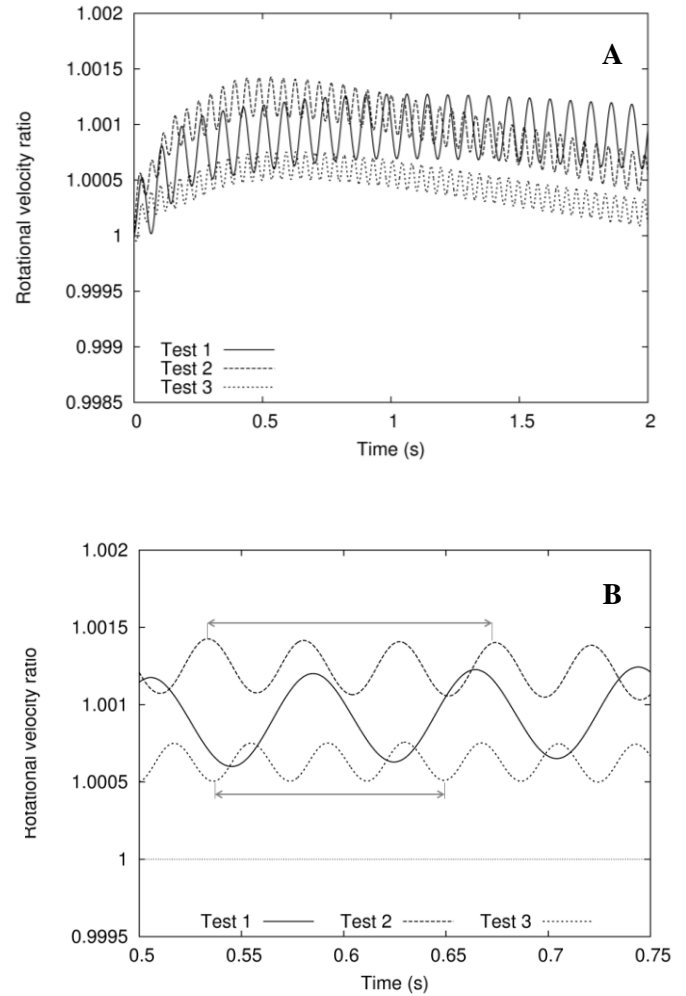 1.002
A
1.0015
1.001
1.0005
1
0.9995
0.999
0.9985
Rotational velocity ratio
Test 1
Test 2
Test 3
0 0.5 1 1.5 2
Time (s)
1.002
B
1.0015
1.001
1.0005
1
0.9995
Rotational velocity ratio
Test 1 Test 2 Test 3
0.5 0.55 0.6 0.65 0.7 0.75
Time (s)